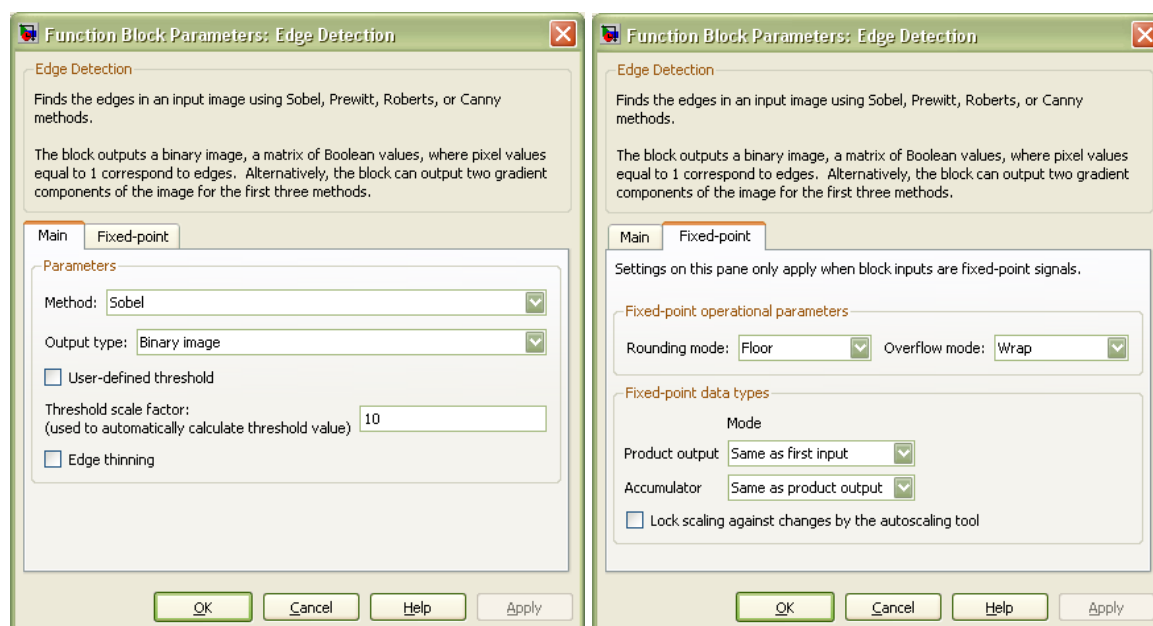 Function Block Parameters: Edge Detection
Edge Detection
Finds the edges in an input image using Sobel, Prewitt, Roberts, or Canny
methods.
The block outputs a binary image, a matrix of Boolean values, where pixel values
equal to 1 correspond to edges.  Alternatively, the block can output two gradient
components of the image for the first three methods.
Main Fixed-point
Parameters
Method: Sobel
Output type: Binary image
User-defined threshold
Threshold scale factor:
(used to automatically calculate threshold value) 10
Edge thinning
OK Cancel Help Apply
Function Block Parameters: Edge Detection
Edge Detection
Finds the edges in an input image using Sobel, Prewitt, Roberts, or Canny
methods.
The block outputs a binary image, a matrix of Boolean values, where pixel values
equal to 1 correspond to edges.  Alternatively, the block can output two gradient
components of the image for the first three methods.
Main Fixed-point
Settings on this pane only apply when block inputs are fixed-point signals.
Fixed-point operational parameters
Rounding mode: Floor Overflow mode: Wrap
Fixed-point data types
Mode
Product output Same as first input
Accumulator Same as product output
Lock scaling against changes by the autoscaling tool
OK Cancel Help Apply